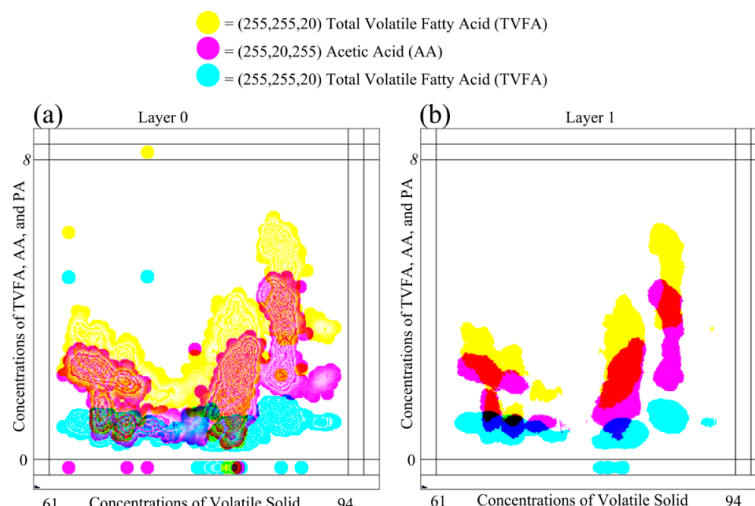 = (255,255,20) Total Volatile Fatty Acid (TVFA)
= (255,20,255) Acetic Acid (AA)
= (255,255,20) Total Volatile Fatty Acid (TVFA)
(a) Layer 0
(b) Layer 1
Concentrations of TVFA, AA, and PA
8
0
61 Concentrations of Volatile Solid 94
Concentrations of TVFA, AA, and PA
8
0
61 Concentrations of Volatile Solid 94